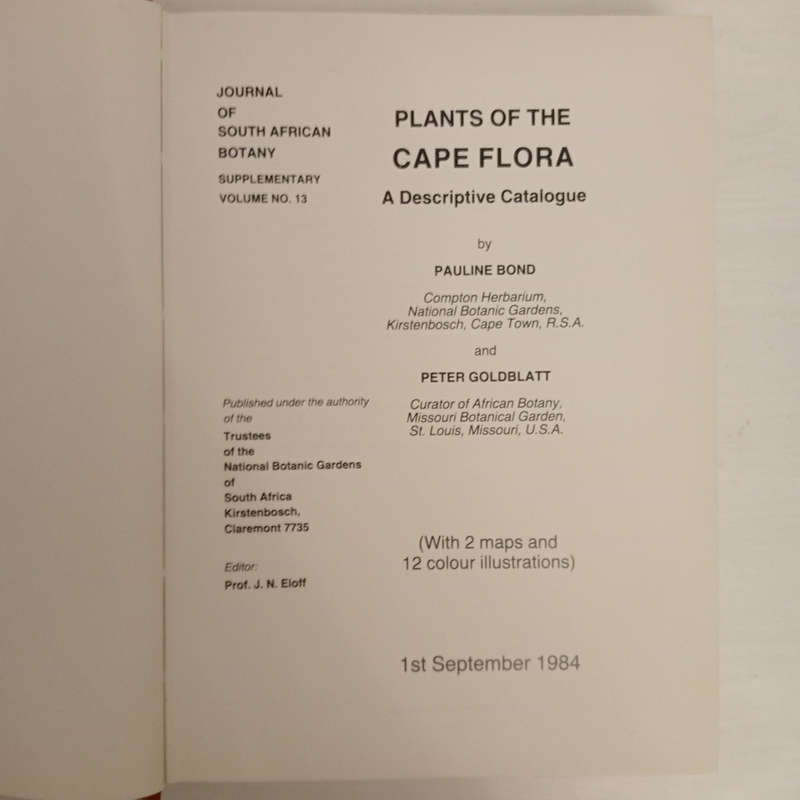 JOURNAL
OF
SOUTH AFRICAN
BOTANY
SUPPLEMENTARY
VOLUME NO. 13
PLANTS OF THE
CAPE FLORA
A Descriptive Catalogue
by
PAULINE BOND
Compton Herbarium,
National Botanic Gardens,
Kirstenbosch, Cape Town, R.S.A.
and
PETER GOLDBLATT
Curator of African Botany,
Missouri Botanical Garden,
St. Louis, Missouri, U.S.A.
Published under the authority
of the
Trustees
of the
National Botanic Gardens
of
South Africa
Kirstenbosch,
Claremont 7735
Editor:
Prof. J. N. Eloff
(With 2 maps and
12 colour illustrations)
1st September 1984